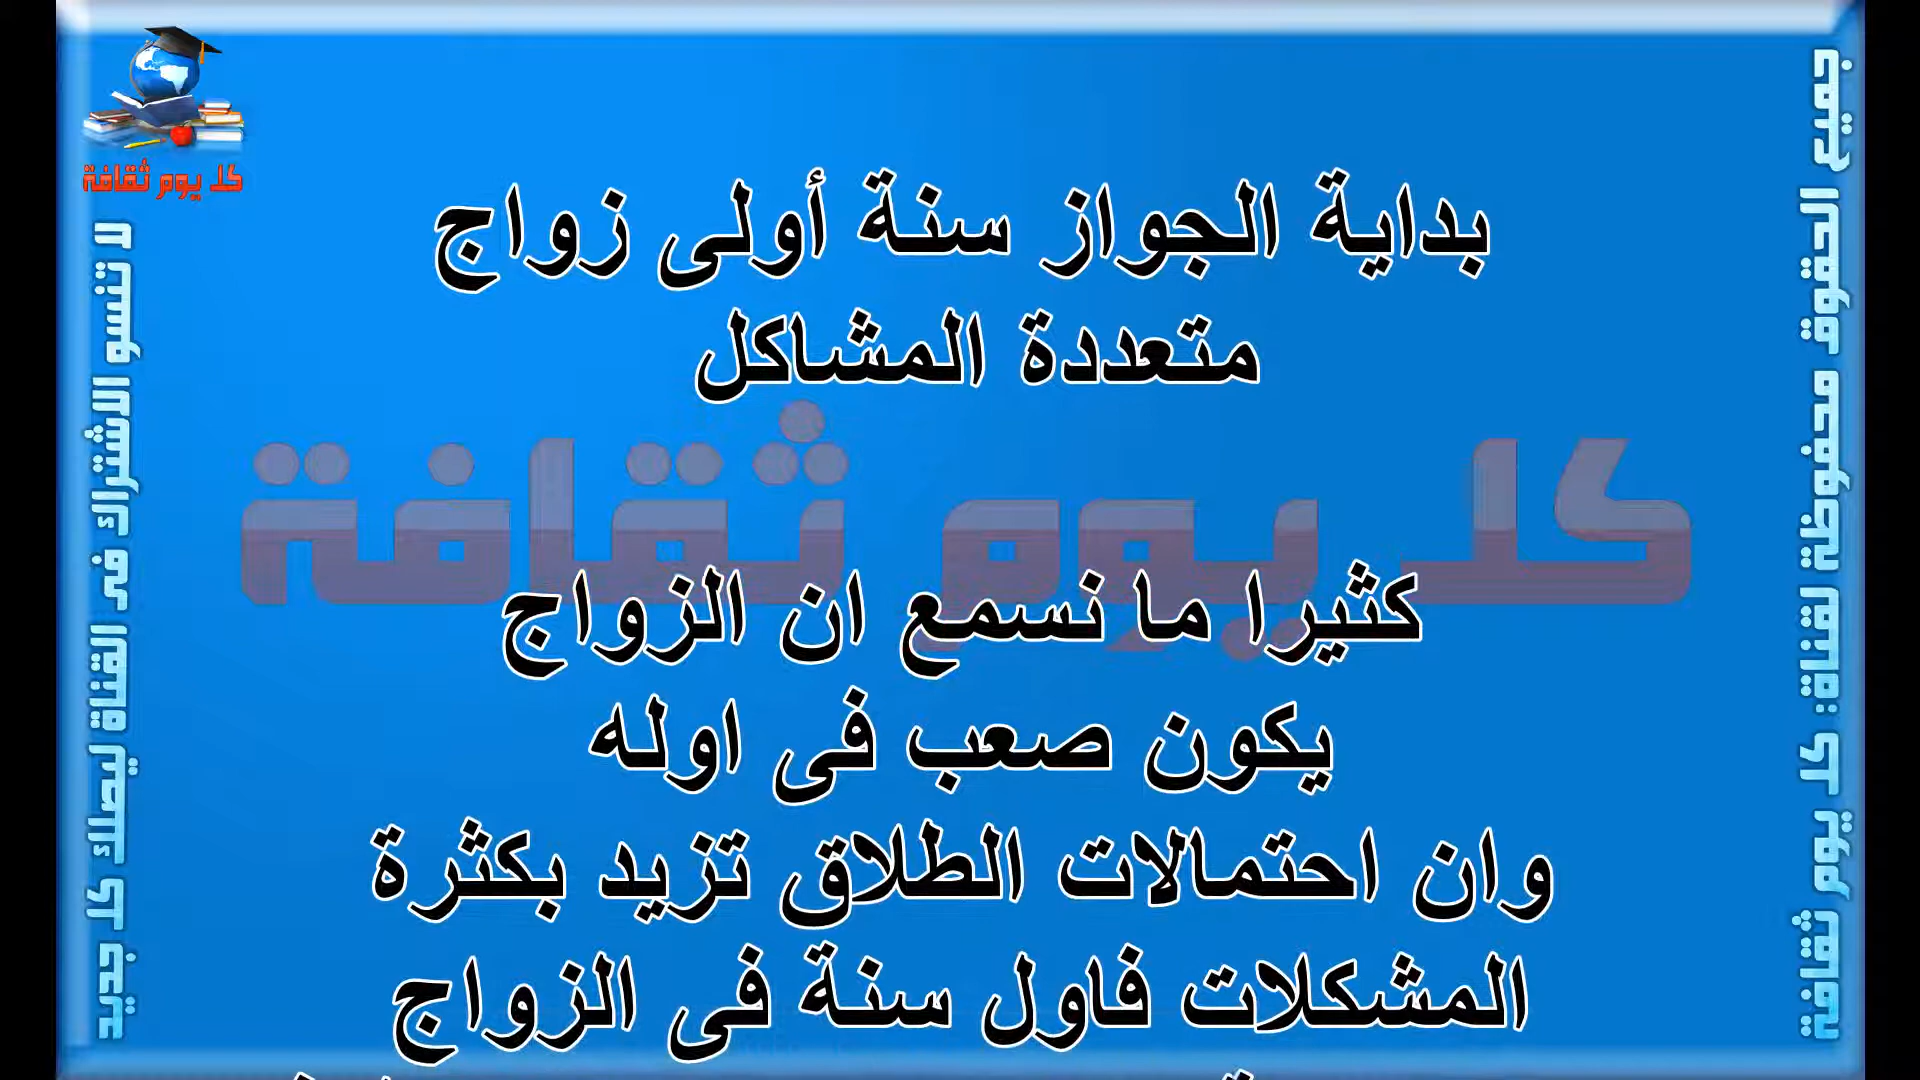 كل يوم ثقافة
بداية الجواز سنة أولى زواج
متعددة المشاكل
كل يوم ثقافة
كثيرا ما نسمع ان الزواج
يكون صعب فى اوله
وان احتمالات الطلاق تزيد بكثرة
المشكلات فاول سنة فى الزواج
جميع الحقوق محفوظة لقناة: كل يوم ثقافة
لا تنسو الاشتراك فى القناة ليصلك كل جديد